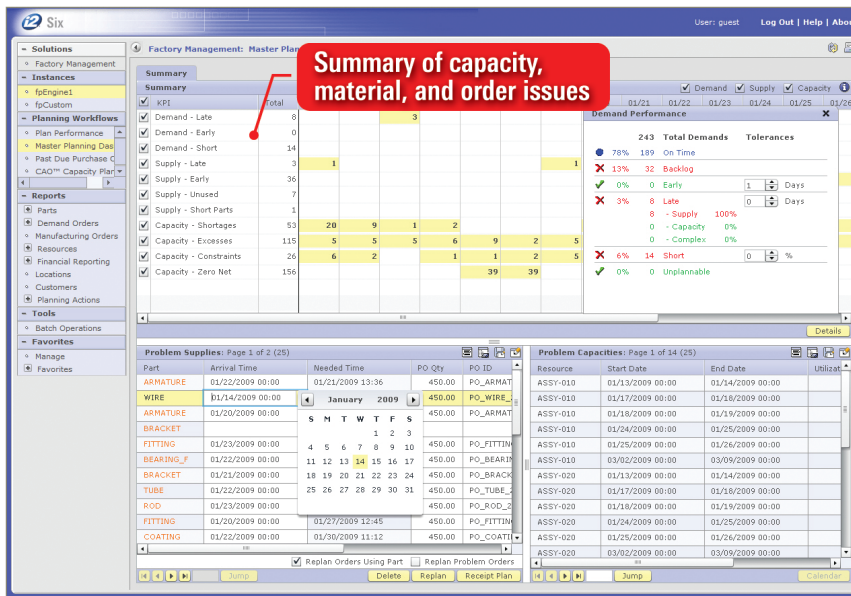 i2 Six
User: guest Log Out | Help | Abou
Solutions
Factory Management
Instances
fpEngine1
fpCustom
Planning Workflows
Plan Performance
Master Planning Das
Past Due Purchase C
CAO™ Capacity Plar
Reports
Parts
Demand Orders
Manufacturing Orders
Resources
Financial Reporting
Locations
Customers
Planning Actions
Tools
Batch Operations
Favorites
Manage
Favorites
Factory Management: Master Plan
Summary of capacity,
material, and order issues
Summary
Summary
Demand Supply Capacity
KPI Total 01/21 01/22 01/23 01/24 01/25 01/26
Demand - Late 8 3
Demand - Early 0
Demand - Short 14
Supply - Late 3 1 1
Supply - Early 36
Supply - Unused 7
Supply - Short Parts 1
Capacity - Shortages 53 20 9 1 2
Capacity - Excesses 115 5 5 5 6 9 2 5
Capacity - Constraints 26 6 2 1 1 2 5
Capacity - Zero Net 156 39 39
Demand Performance
243 Total Demands Tolerances
78% 189 On Time
13% 32 Backlog
0% 0 Early 1 Days
3% 8 Late 0 Days
8 - Supply 100%
0 - Capacity 0%
0 - Complex 0%
6% 14 Short 0 %
0% 0 Unplannable
Details
Problem Supplies: Page 1 of 2 (25)
Part Arrival Time Needed Time PO Qty PO ID
ARMATURE 01/22/2009 00:00 01/21/2009 13:36 450.00 PO_ARMAT
WIRE 01/14/2009 00:00 450.00 PO_WIRE_
ARMATURE 01/20/2009 00:00 450.00 PO_ARMAT
BRACKET
FITTING 01/23/2009 00:00 450.00 PO_FITTIN
BEARING_F 01/22/2009 00:00 450.00 PO_BEARIN
BRACKET 01/21/2009 00:00 450.00 PO_BRACK
TUBE 01/22/2009 00:00 450.00 PO_TUBE_2
ROD 01/23/2009 00:00 450.00 PO_ROD_2
FITTING 01/20/2009 00:00 01/27/2009 12:45 450.00 PO_FITTIN
COATING 01/22/2009 00:00 01/30/2009 11:12 450.00 PO_COATI
January 2009
S M T W T F S
1 2 3
4 5 6 7 8 9 10
11 12 13 14 15 16 17
18 19 20 21 22 23 24
25 26 27 28 29 30 31
Replan Orders Using Part Replan Problem Orders
Jump Delete Replan Receipt Plan
Problem Capacities: Page 1 of 14 (25)
Resource Start Date End Date Utilizat
ASSY-010 01/13/2009 00:00 01/14/2009 00:00
ASSY-010 01/17/2009 00:00 01/18/2009 00:00
ASSY-010 01/18/2009 00:00 01/19/2009 00:00
ASSY-010 01/24/2009 00:00 01/25/2009 00:00
ASSY-010 01/25/2009 00:00 01/26/2009 00:00
ASSY-010 03/02/2009 00:00 03/09/2009 00:00
ASSY-020 01/13/2009 00:00 01/14/2009 00:00
ASSY-020 01/17/2009 00:00 01/18/2009 00:00
ASSY-020 01/18/2009 00:00 01/19/2009 00:00
ASSY-020 01/24/2009 00:00 01/25/2009 00:00
ASSY-020 01/25/2009 00:00 01/26/2009 00:00
ASSY-020 03/02/2009 00:00 03/09/2009 00:00
Jump Calendar